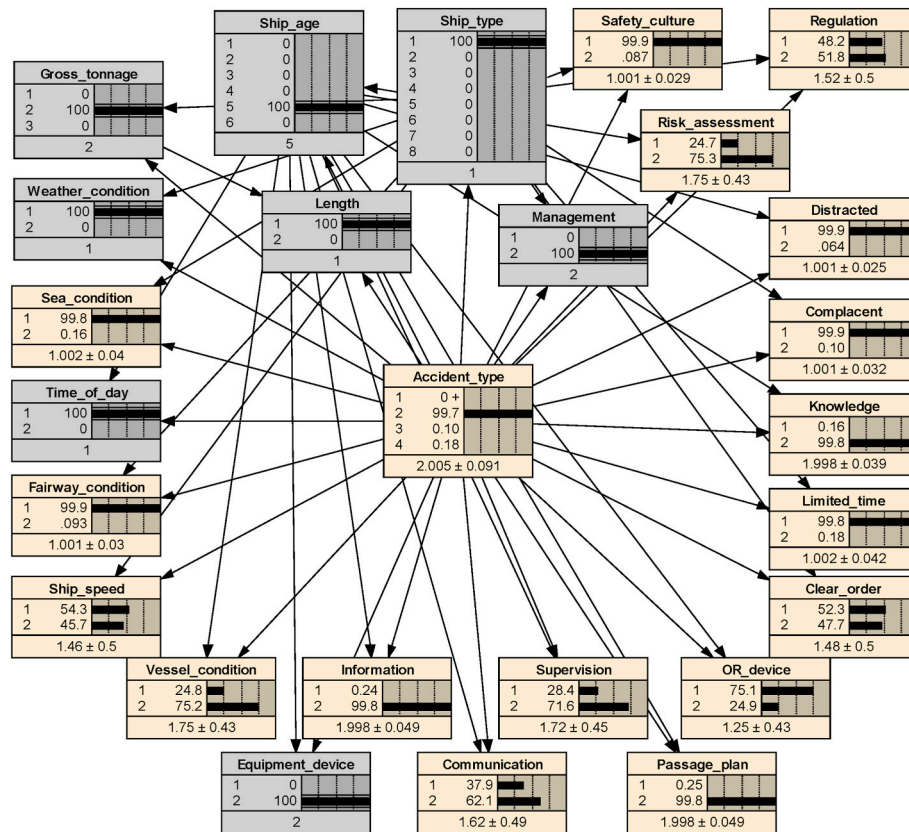 Ship_age
1 0
2 0
3 0
4 0
5 100
6 0
5
Ship_type
1 100
2 0
3 0
4 0
5 0
6 0
7 0
8 0
1
Safety_culture
1 99.9
2 .087
1.001 ± 0.029
Regulation
1 48.2
2 51.8
1.52 ± 0.5
Gross_tonnage
1 0
2 100
3 0
2
Risk_assessment
1 24.7
2 75.3
1.75 ± 0.43
Weather_condition
1 100
2 0
1
Length
1 100
2 0
1
Management
1 0
2 100
2
Distracted
1 99.9
2 .064
1.001 ± 0.025
Sea_condition
1 99.8
2 0.16
1.002 ± 0.04
Complacent
1 99.9
2 0.10
1.001 ± 0.032
Accident_type
1 0 +
2 99.7
3 0.10
4 0.18
2.005 ± 0.091
Time_of_day
1 100
2 0
1
Knowledge
1 0.16
2 99.8
1.998 ± 0.039
Fairway_condition
1 99.9
2 .093
1.001 ± 0.03
Limited_time
1 99.8
2 0.18
1.002 ± 0.042
Ship_speed
1 54.3
2 45.7
1.46 ± 0.5
Clear_order
1 52.3
2 47.7
1.48 ± 0.5
Vessel_condition
1 24.8
2 75.2
1.75 ± 0.43
Information
1 0.24
2 99.8
1.998 ± 0.049
Supervision
1 28.4
2 71.6
1.72 ± 0.45
OR_device
1 75.1
2 24.9
1.25 ± 0.43
Equipment_device
1 0
2 100
2
Communication
1 37.9
2 62.1
1.62 ± 0.49
Passage_plan
1 0.25
2 99.8
1.998 ± 0.049